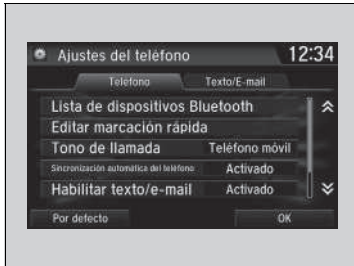 Ajustes del teléfono 12:34
Teléfono Texto/E-mail
Lista de dispositivos Bluetooth
Editar marcación rápida
Tono de llamada Teléfono móvil
Sincronización automática del teléfono Activado
Habilitar texto/e-mail Activado
Por defecto OK